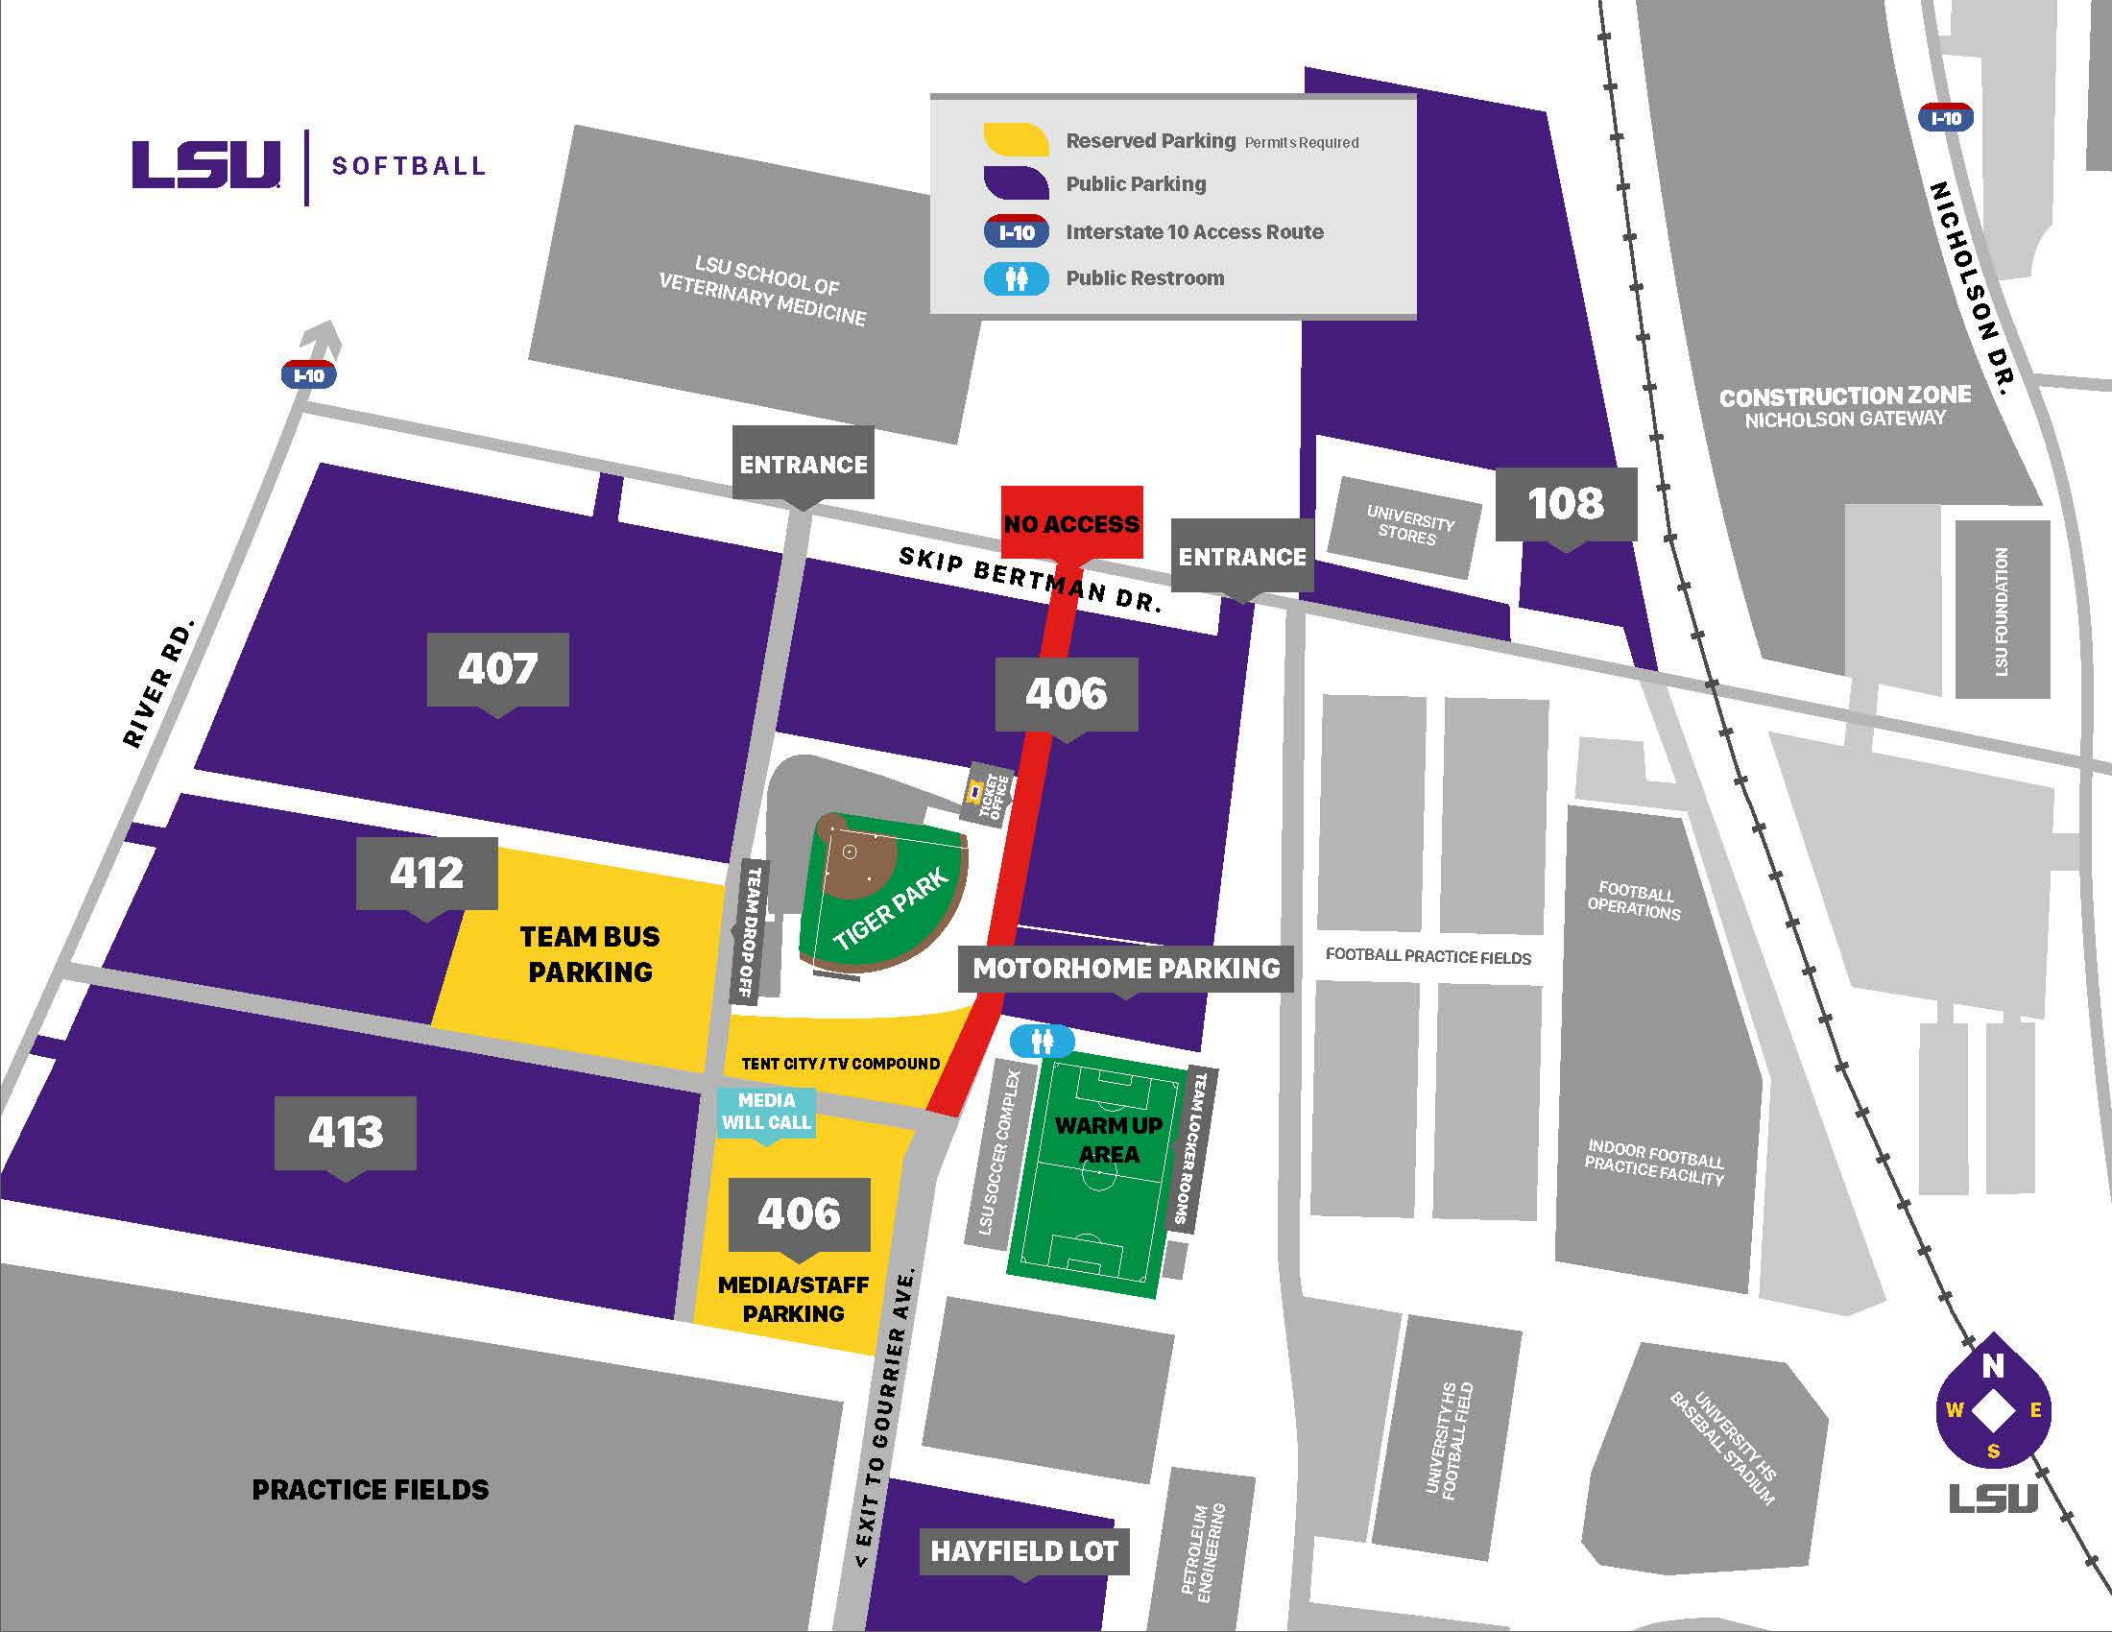 LSU
SOFTBALL
Reserved Parking Permits Required
Public Parking
I-10 Interstate 10 Access Route
Public Restroom
I-10
NICHOLSON DR.
LSU SCHOOL OF
VETERINARY MEDICINE
I-10
CONSTRUCTION ZONE
NICHOLSON GATEWAY
ENTRANCE
NO ACCESS
ENTRANCE
UNIVERSITY
STORES
108
SKIP BERTMAN DR.
LSU FOUNDATION
RIVER RD.
407
406
TICKET
OFFICE
412
TEAM BUS
PARKING
TEAM DROP OFF
TIGER PARK
MOTORHOME PARKING
FOOTBALL PRACTICE FIELDS
FOOTBALL
OPERATIONS
TENT CITY / TV COMPOUND
MEDIA
WILL CALL
413
LSU SOCCER COMPLEX
WARM UP
AREA
TEAM LOCKER ROOMS
INDOOR FOOTBALL
PRACTICE FACILITY
406
MEDIA/STAFF
PARKING
< EXIT TO GOURRIER AVE.
PRACTICE FIELDS
HAYFIELD LOT
PETROLEUM
ENGINEERING
UNIVERSITY HS
FOOTBALL FIELD
UNIVERSITY HS
BASEBALL STADIUM
N
W E
S
LSU